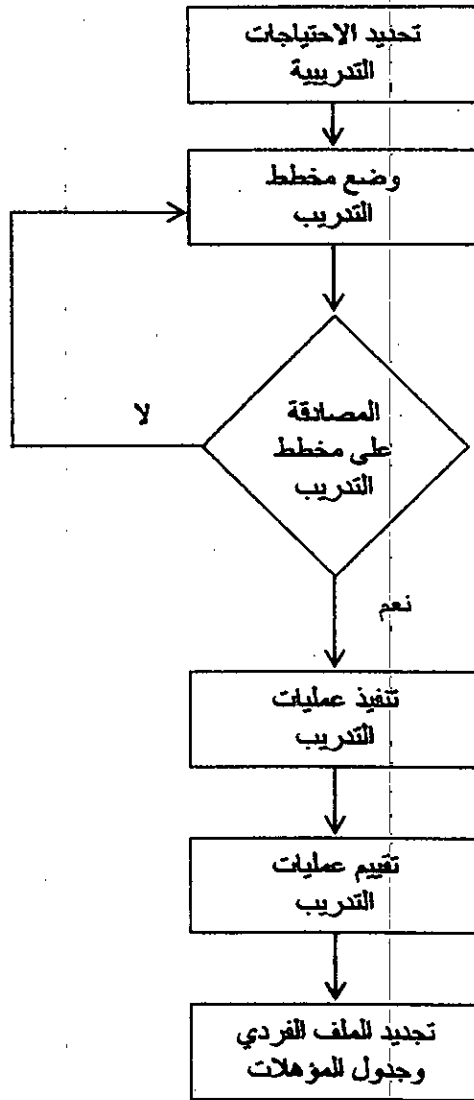 تحديد الاحتياجات
التدريبية
وضع مخطط
التدريب
المصادقة
على مخطط
التدريب
لا
نعم
تنفيذ عمليات
التدريب
تقييم عمليات
التدريب
تجديد الملف الفردي
وجدول المؤهلات